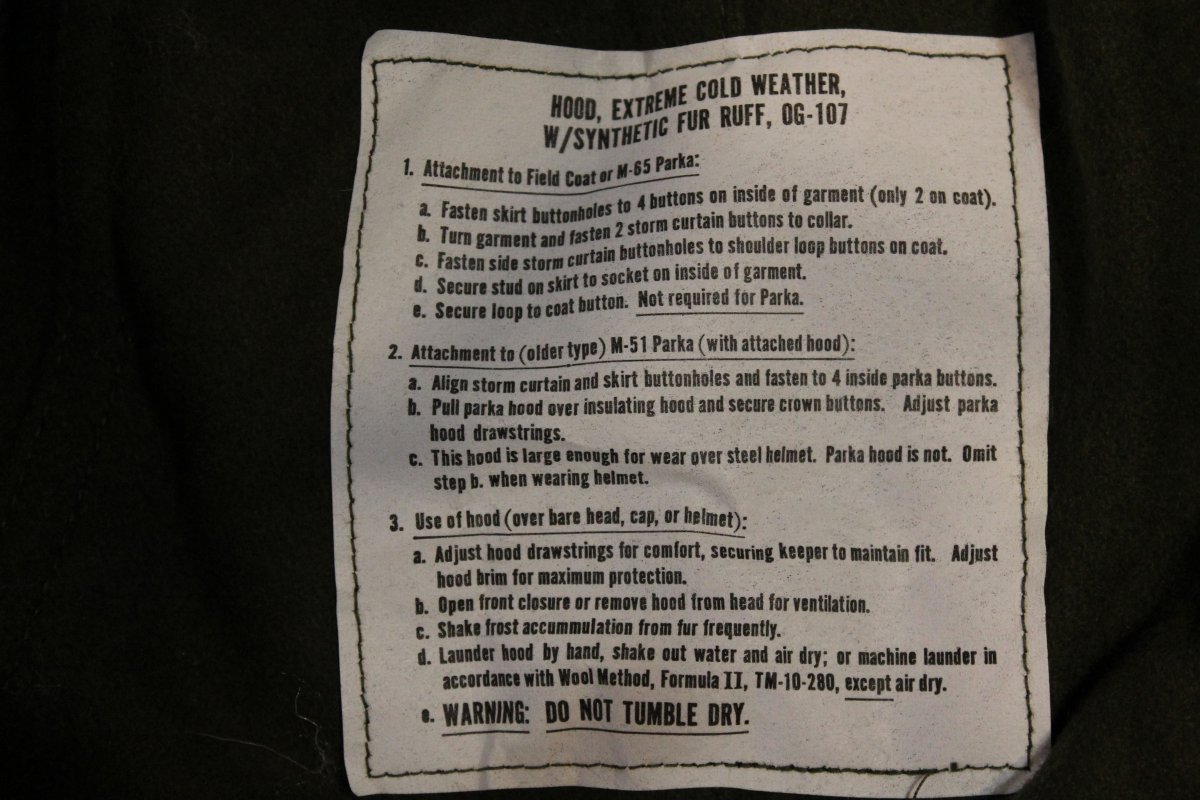 HOOD, EXTREME COLD WEATHER,
W/SYNTHETIC FUR RUFF, OG-107
1. Attachment to Field Coat or M-65 Parka:
a. Fasten skirt buttonholes to 4 buttons on inside of garment (only 2 on coat).
b. Turn garment and fasten 2 storm curtain buttons to collar.
c. Fasten side storm curtain buttonholes to shoulder loop buttons on coat.
d. Secure stud on skirt to socket on inside of garment.
e. Secure loop to coat button. Not required for Parka.
2. Attachment to (older type) M-51 Parka (with attached hood):
a. Align storm curtain and skirt buttonholes and fasten to 4 inside parka buttons.
b. Pull parka hood over insulating hood and secure crown buttons. Adjust parka
hood drawstrings.
c. This hood is large enough for wear over steel helmet. Parka hood is not. Omit
step b. when wearing helmet.
3. Use of hood (over bare head, cap, or helmet):
a. Adjust hood drawstrings for comfort, securing keeper to maintain fit. Adjust
hood brim for maximum protection.
b. Open front closure or remove hood from head for ventilation.
c. Shake frost accummulation from fur frequently.
d. Launder hood by hand, shake out water and air dry; or machine launder in
accordance with Wool Method, Formula II, TM-10-280, except air dry.
e. WARNING: DO NOT TUMBLE DRY.